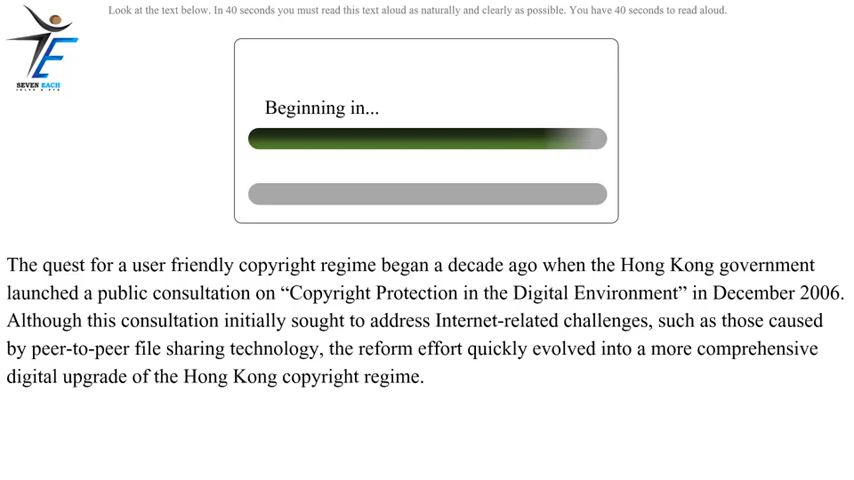 Look at the text below. In 40 seconds you must read this text aloud as naturally and clearly as possible. You have 40 seconds to read aloud.
SEVEN EACH
Beginning in...
The quest for a user friendly copyright regime began a decade ago when the Hong Kong government
launched a public consultation on “Copyright Protection in the Digital Environment” in December 2006.
Although this consultation initially sought to address Internet-related challenges, such as those caused
by peer-to-peer file sharing technology, the reform effort quickly evolved into a more comprehensive
digital upgrade of the Hong Kong copyright regime.